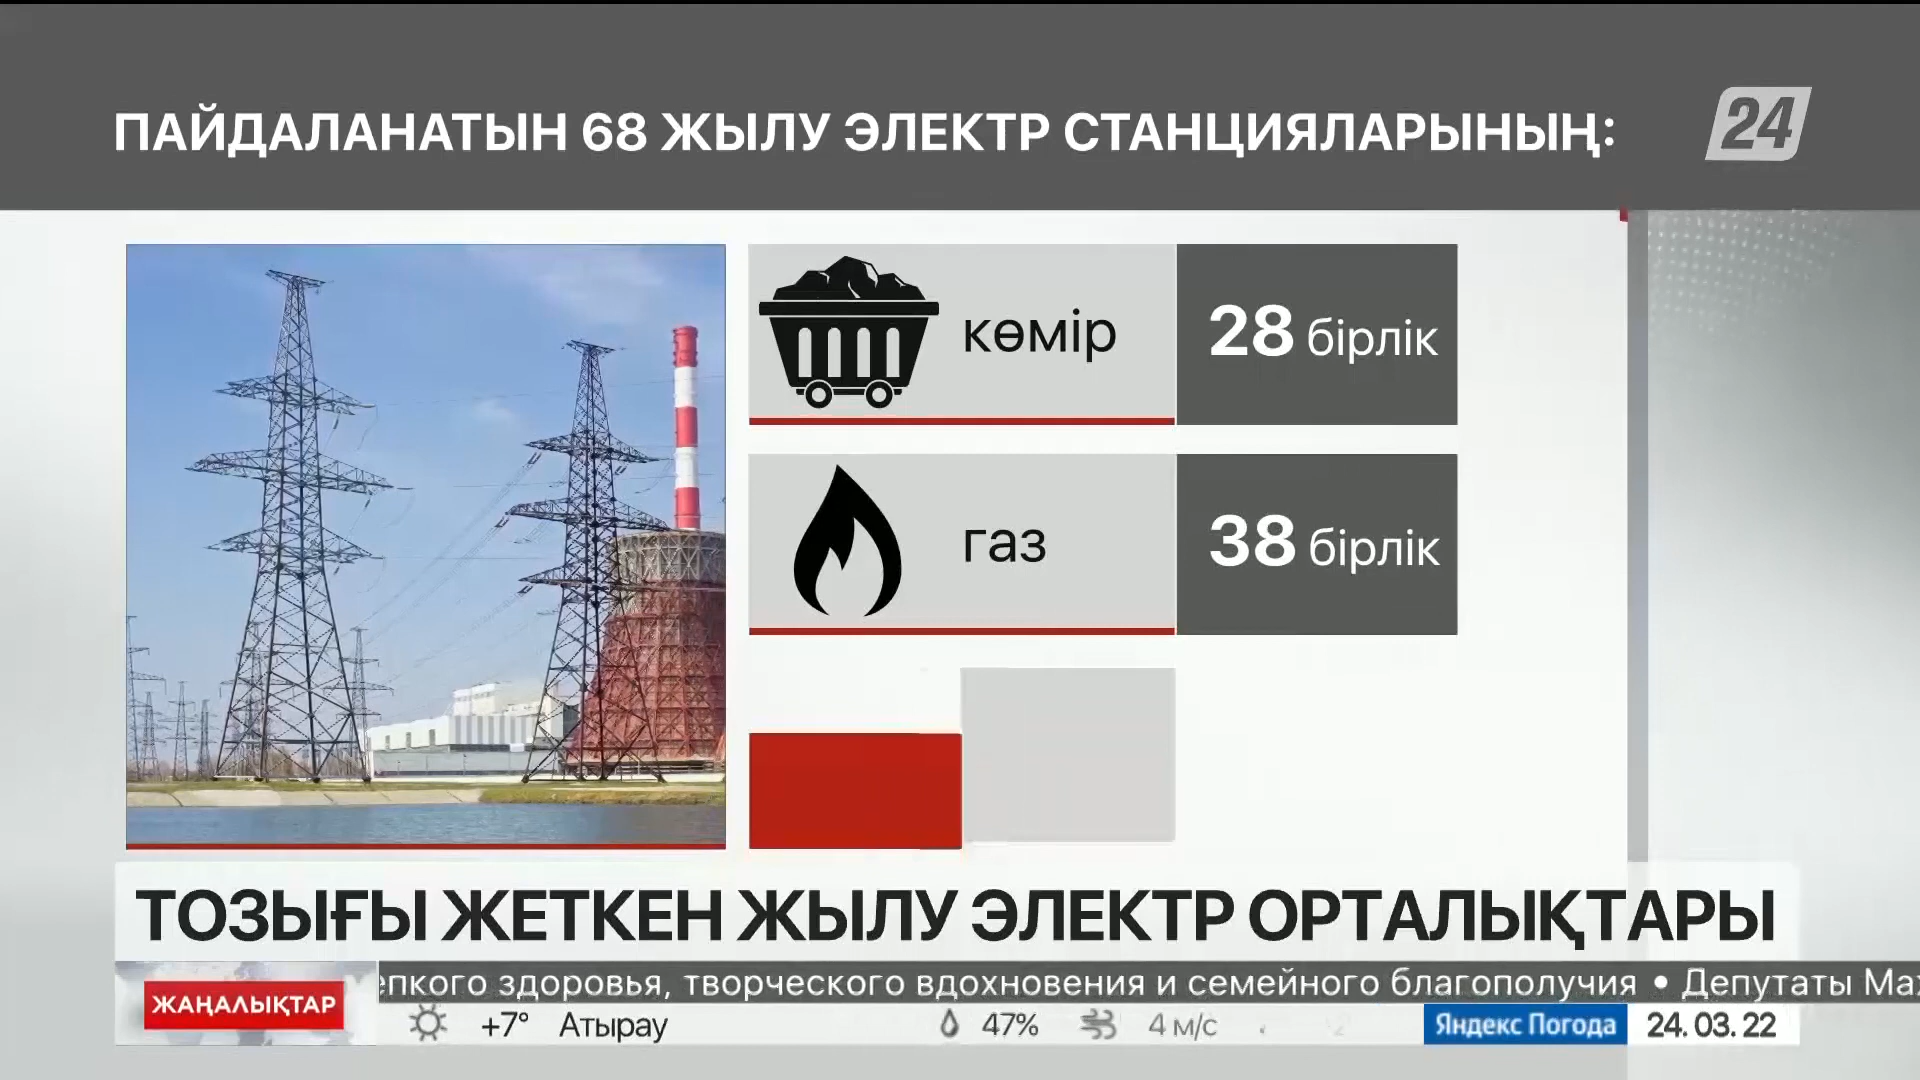 ПАЙДАЛАНАТЫН 68 ЖЫЛУ ЭЛЕКТР СТАНЦИЯЛАРЫНЫҢ:
24
көмір
28 бірлік
газ
38 бірлік
ТОЗЫҒЫ ЖЕТКЕН ЖЫЛУ ЭЛЕКТР ОРТАЛЫҚТАРЫ
ЖАҢАЛЫҚТАР
здоровья, творческого вдохновения и семейного благополучия • Депутаты
+7° Атырау 47% 4 м/с Яндекс Погода 24. 03. 22